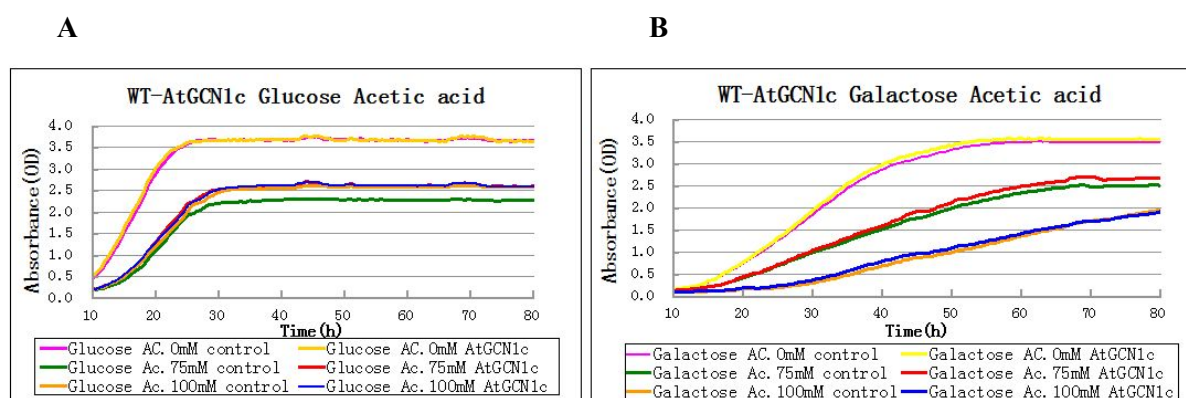 A
B
WT-AtGCN1c Glucose Acetic acid
Absorbance(OD)
4.0
3.5
3.0
2.5
2.0
1.5
1.0
0.5
0.0
10 20 30 40 50 60 70 80
Time(h)
Glucose AC.0mM control
Glucose AC.0mM AtGCN1c
Glucose Ac.75mM control
Glucose Ac.75mM AtGCN1c
Glucose Ac.100mM control
Glucose Ac.100mM AtGCN1c
WT-AtGCN1c Galactose Acetic acid
Absorbance(OD)
4.0
3.5
3.0
2.5
2.0
1.5
1.0
0.5
0.0
10 20 30 40 50 60 70 80
Time(h)
Galactose AC.0mM control
Galactose AC.0mM AtGCN1c
Galactose Ac.75mM control
Galactose Ac.75mM AtGCN1c
Galactose Ac.100mM control
Galactose Ac.100mM AtGCN1c